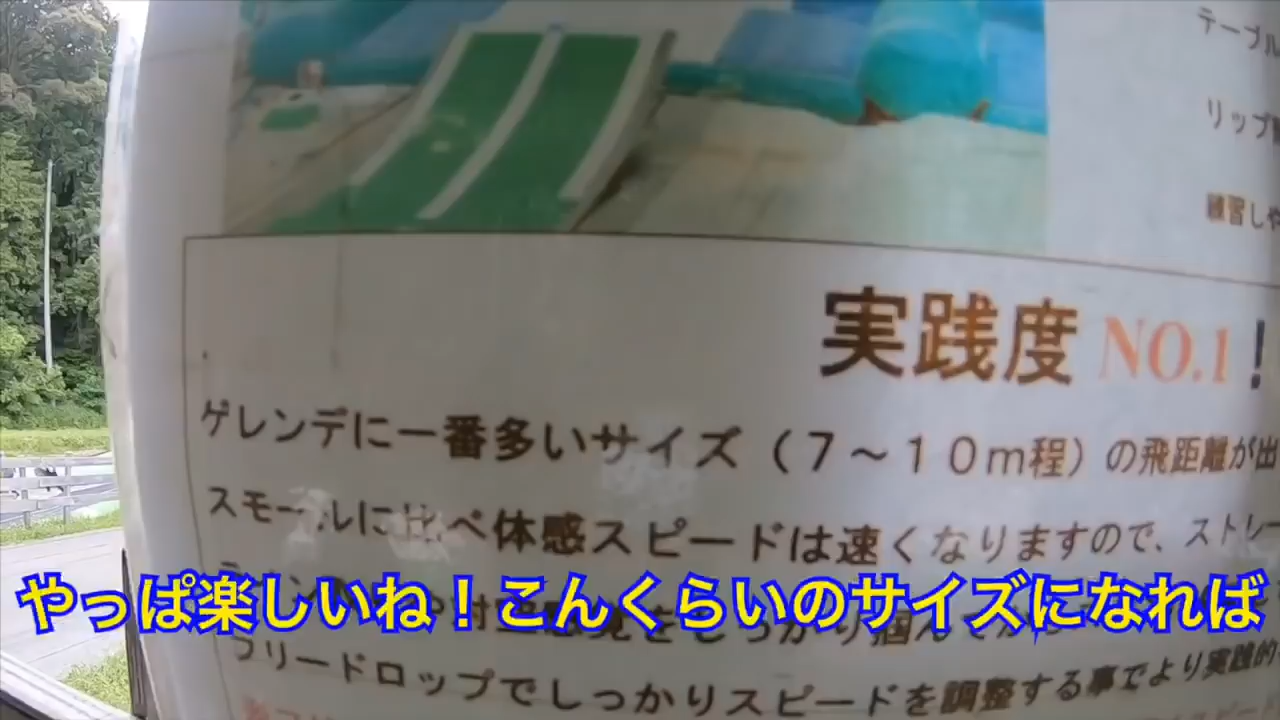 テーブル
リップ
練習しや
実践度 NO.1！
ゲレンデに一番多いサイズ（７～１０ｍ程）の飛距離が出
スモールに比べ体感スピードは速くなりますので、ストレー
やっぱ楽しいね！こんくらいのサイズになれば
フリードロップでしっかりスピードを調整する事でより実践的